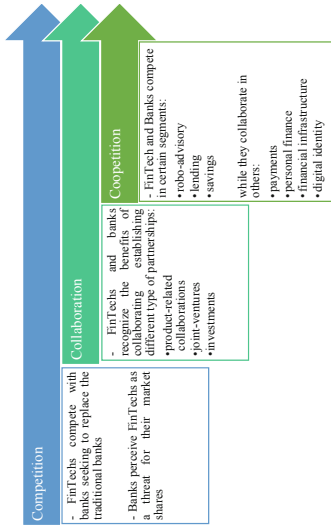 Competition
- FinTechs compete with
banks seeking to replace the
traditional banks
- Banks perceive FinTechs as
a threat for their market
shares
Collaboration
- FinTechs and banks
recognize the benefits of
collaborating establishing
different type of partnerships:
•product-related
collaborations
•joint-ventures
•investments
Coopetition
- FinTech and Banks compete
in certain segments:
•robo-advisory
•lending
•savings
while they collaborate in
others:
•payments
•personal finance
•financial infrastructure
•digital identity